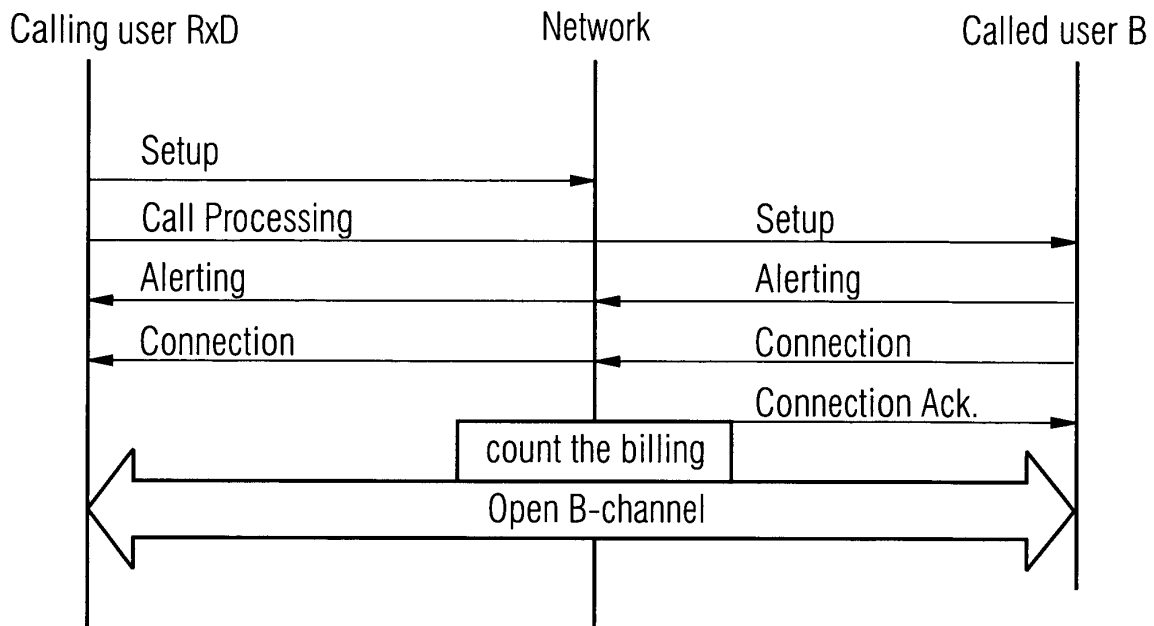 Calling user RxD
Network
Called user B
Setup
Call Processing
Setup
Alerting
Alerting
Connection
Connection
Connection Ack.
count the billing
Open B-channel